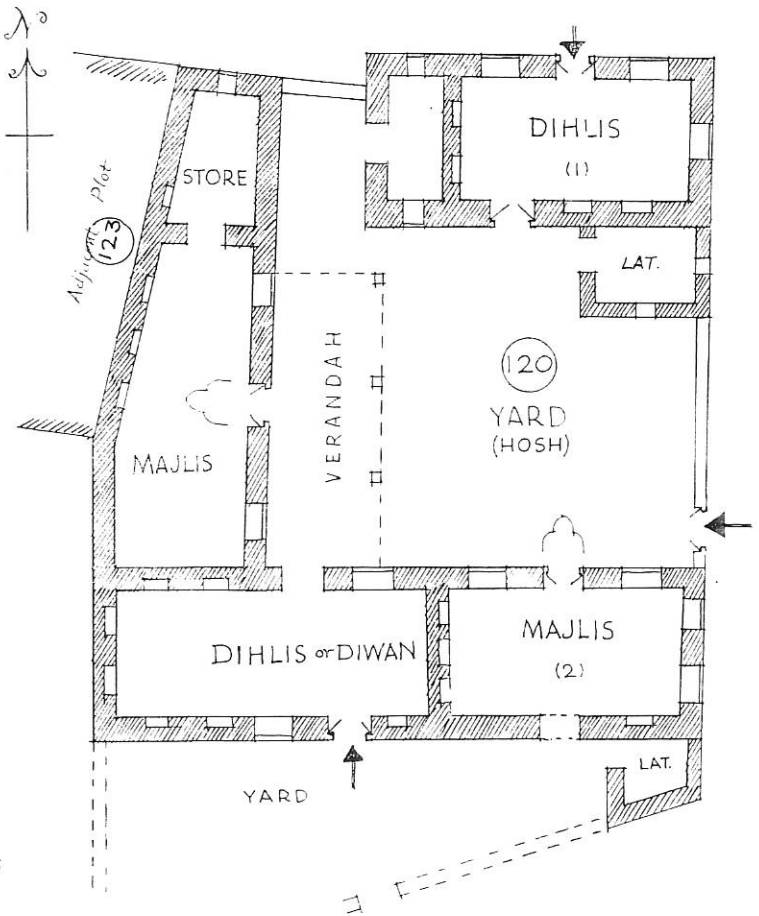 N
DIHLIS
(1)
STORE
Adjacent Plot
123
LAT.
120
YARD
(HOSH)
VERANDAH
MAJLIS
DIHLIS or DIWAN
MAJLIS
(2)
LAT.
YARD